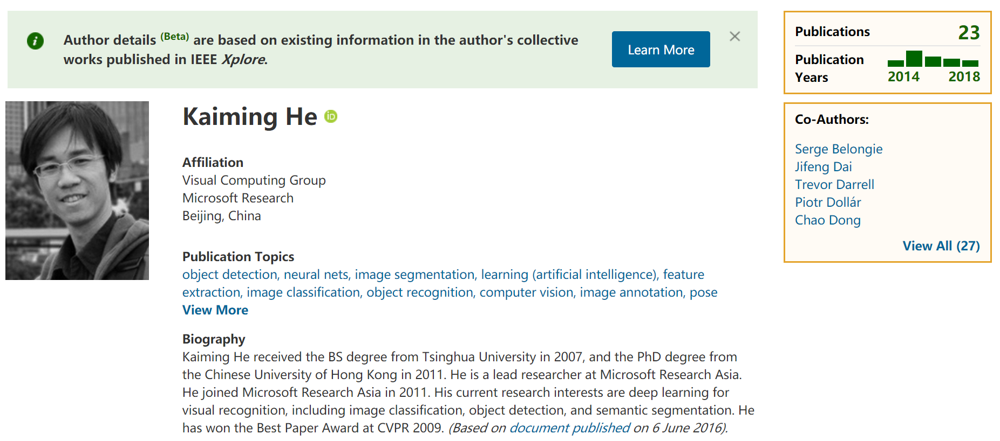 Author details (Beta) are based on existing information in the author's collective
works published in IEEE Xplore.
Learn More
Publications 23
Publication
Years
2014 2018
Kaiming He
iD
Affiliation
Visual Computing Group
Microsoft Research
Beijing, China
Publication Topics
object detection, neural nets, image segmentation, learning (artificial intelligence), feature
extraction, image classification, object recognition, computer vision, image annotation, pose
View More
Biography
Kaiming He received the BS degree from Tsinghua University in 2007, and the PhD degree from
the Chinese University of Hong Kong in 2011. He is a lead researcher at Microsoft Research Asia.
He joined Microsoft Research Asia in 2011. His current research interests are deep learning for
visual recognition, including image classification, object detection, and semantic segmentation. He
has won the Best Paper Award at CVPR 2009. (Based on document published on 6 June 2016).
Co-Authors:
Serge Belongie
Jifeng Dai
Trevor Darrell
Piotr Dollár
Chao Dong
View All (27)